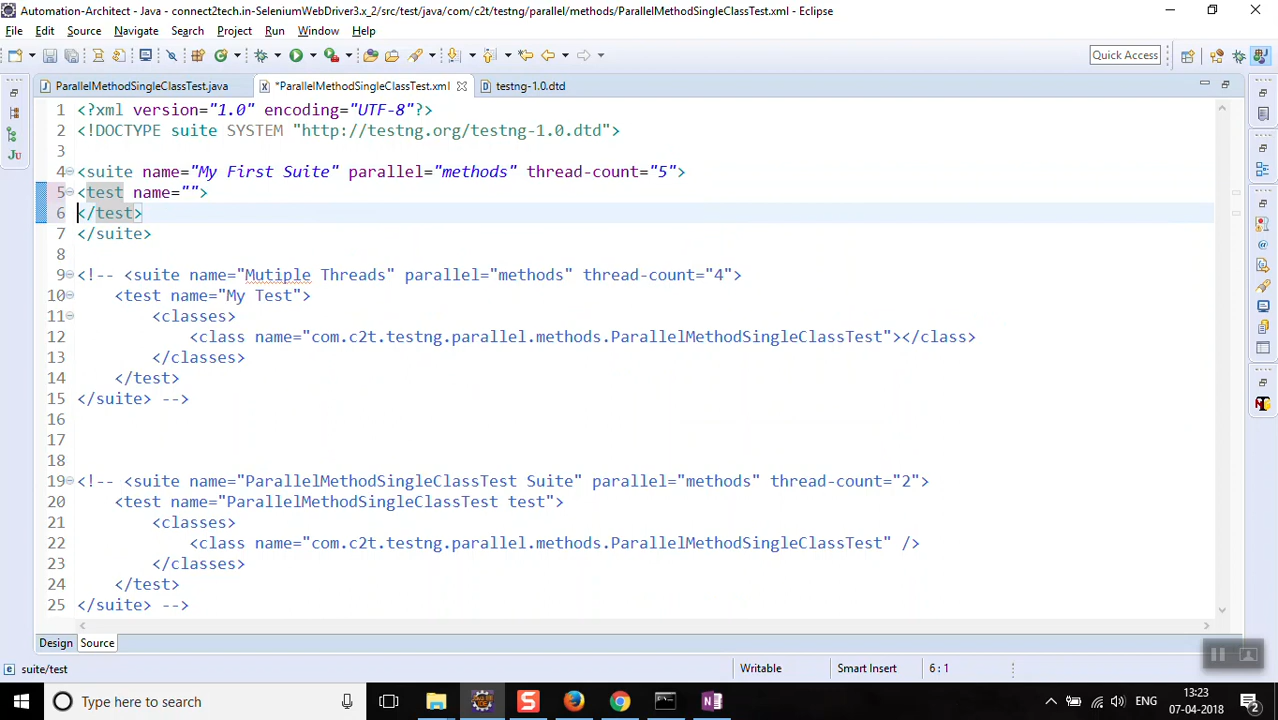 Automation-Architect - Java - connect2tech.in-SeleniumWebDriver3.x_2/src/test/java/com/c2t/testng/parallel/methods/ParallelMethodSingleClassTest.xml - Eclipse
File Edit Source Navigate Search Project Run Window Help
Quick Access
ParallelMethodSingleClassTest.java *ParallelMethodSingleClassTest.xml testng-1.0.dtd
1 <?xml version="1.0" encoding="UTF-8"?>
2 <!DOCTYPE suite SYSTEM "http://testng.org/testng-1.0.dtd">
3
4 <suite name="My First Suite" parallel="methods" thread-count="5">
5 <test name="">
6 </test>
7 </suite>
8
9 <!-- <suite name="Mutiple Threads" parallel="methods" thread-count="4">
10 <test name="My Test">
11 <classes>
12 <class name="com.c2t.testng.parallel.methods.ParallelMethodSingleClassTest"></class>
13 </classes>
14 </test>
15 </suite> -->
16
17
18
19 <!-- <suite name="ParallelMethodSingleClassTest Suite" parallel="methods" thread-count="2">
20 <test name="ParallelMethodSingleClassTest test">
21 <classes>
22 <class name="com.c2t.testng.parallel.methods.ParallelMethodSingleClassTest" />
23 </classes>
24 </test>
25 </suite> -->
Design Source
suite/test Writable Smart Insert 6 : 1
Type here to search
ENG 13:23 07-04-2018 2